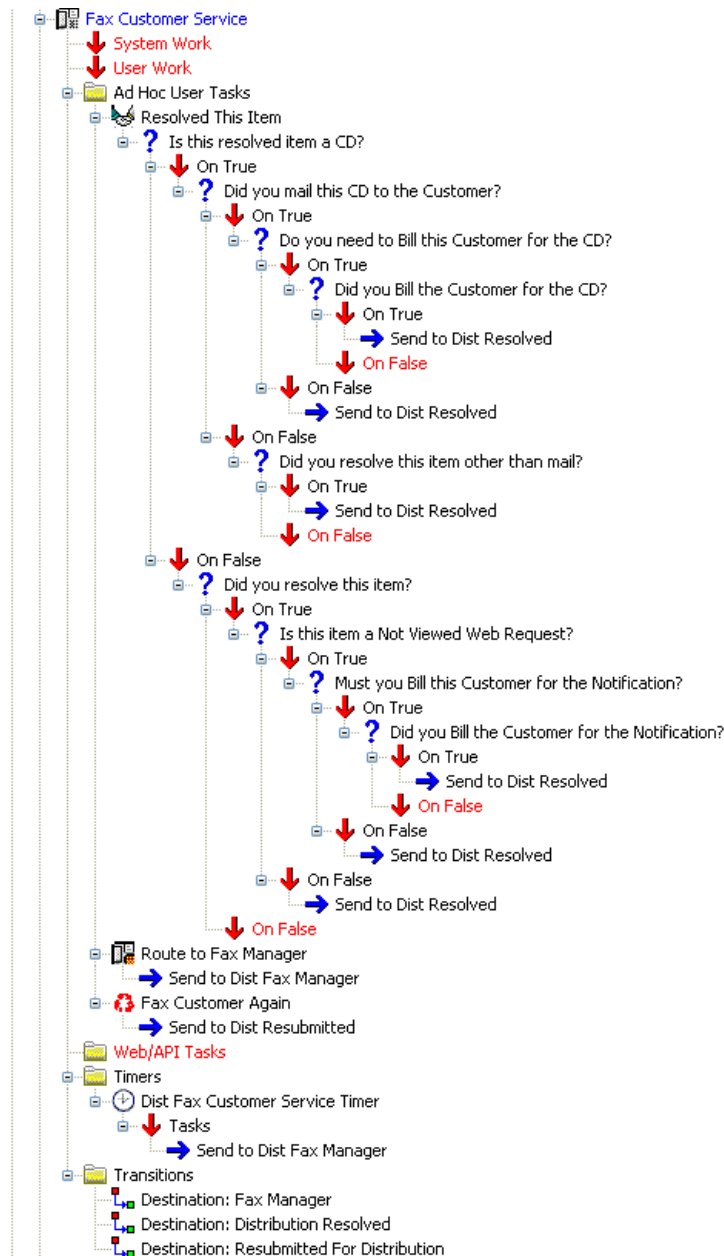 Fax Customer Service
System Work
User Work
Ad Hoc User Tasks
Resolved This Item
Is this resolved item a CD?
On True
Did you mail this CD to the Customer?
On True
Do you need to Bill this Customer for the CD?
On True
Did you Bill the Customer for the CD?
On True
Send to Dist Resolved
On False
On False
Send to Dist Resolved
On False
Did you resolve this item other than mail?
On True
Send to Dist Resolved
On False
On False
Did you resolve this item?
On True
Is this item a Not Viewed Web Request?
On True
Must you Bill this Customer for the Notification?
On True
Did you Bill the Customer for the Notification?
On True
Send to Dist Resolved
On False
On False
Send to Dist Resolved
On False
Send to Dist Resolved
On False
Route to Fax Manager
Send to Dist Fax Manager
Fax Customer Again
Send to Dist Resubmitted
Web/API Tasks
Timers
Dist Fax Customer Service Timer
Tasks
Send to Dist Fax Manager
Transitions
Destination: Fax Manager
Destination: Distribution Resolved
Destination: Resubmitted For Distribution